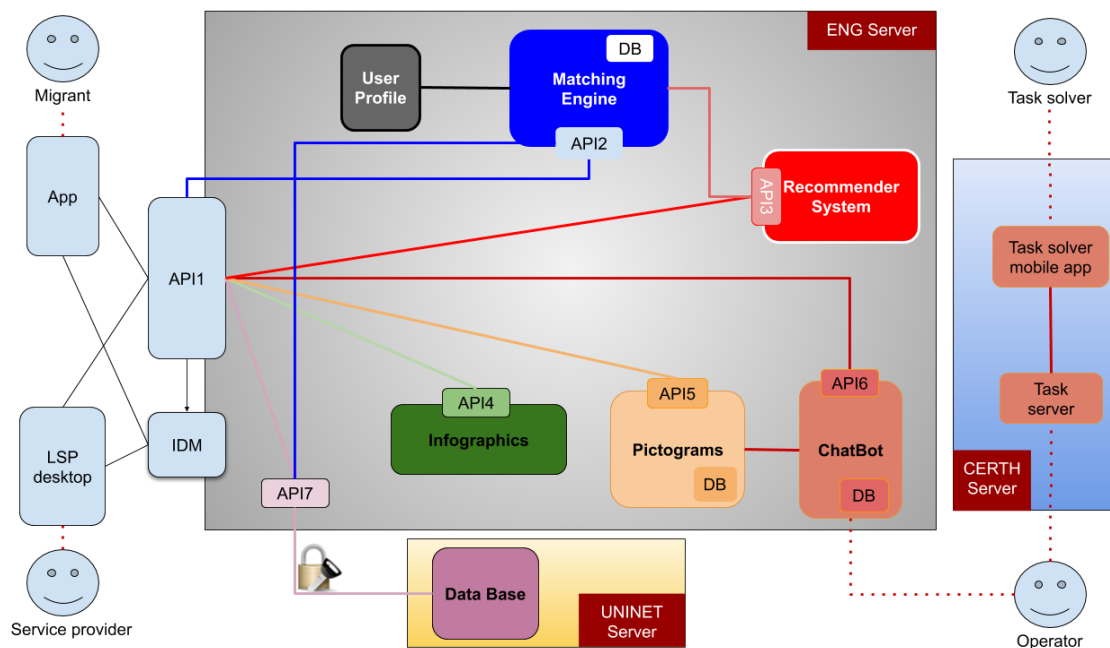 ENG Server
DB
Matching
Engine
User
Profile
API2
Migrant
Task solver
App
API3
Recommender
System
API1
Task solver
mobile app
API4
Infographics
API5
Pictograms
DB
API6
ChatBot
DB
Task
server
LSP
desktop
IDM
CERTH
Server
API7
Data Base
UNINET
Server
Service provider
Operator